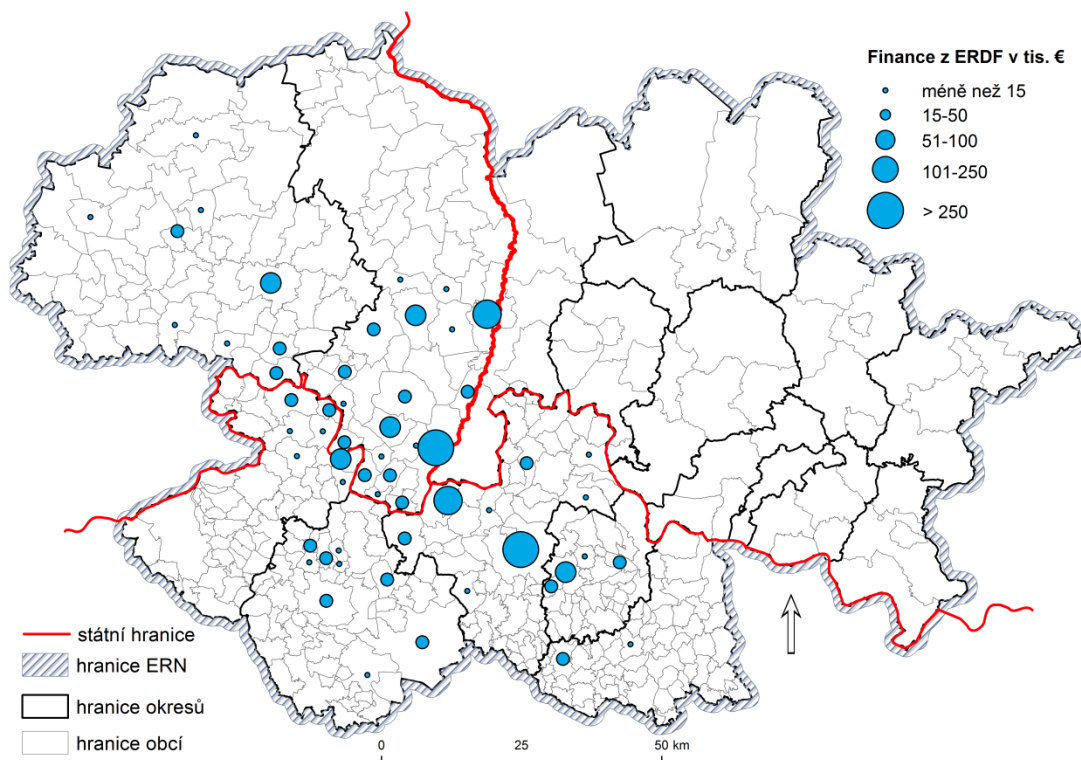 Finance z ERDF v tis. €
méně než 15
15-50
51-100
101-250
> 250
státní hranice
hranice ERN
hranice okresů
hranice obcí
0 25 50 km